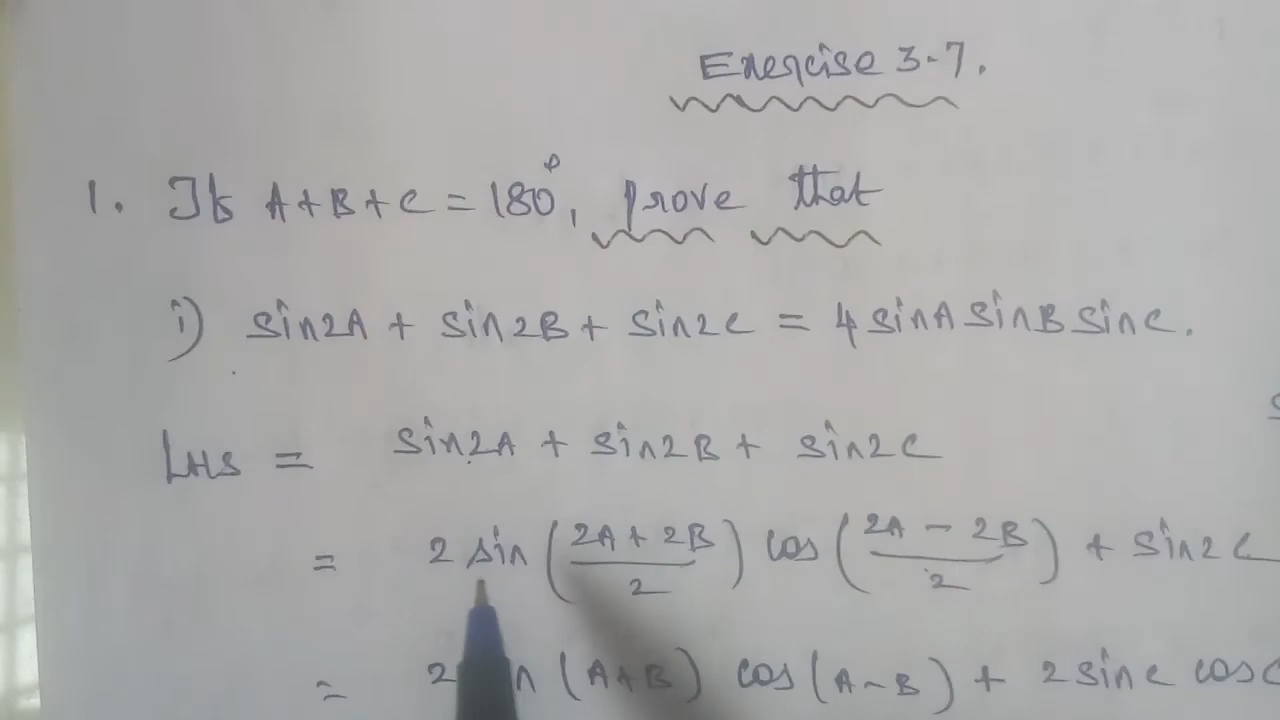 Exercise 3.7.
1. If A+B+C = 180°, prove that
i) sin2A + sin2B + sin2C = 4 sinA sinB sinC.
LHS = sin2A + sin2B + sin2C
= 2 sin (2A + 2B / 2) cos (2A - 2B / 2) + sin2C
= 2 (A+B) cos (A-B) + 2 sinC cos